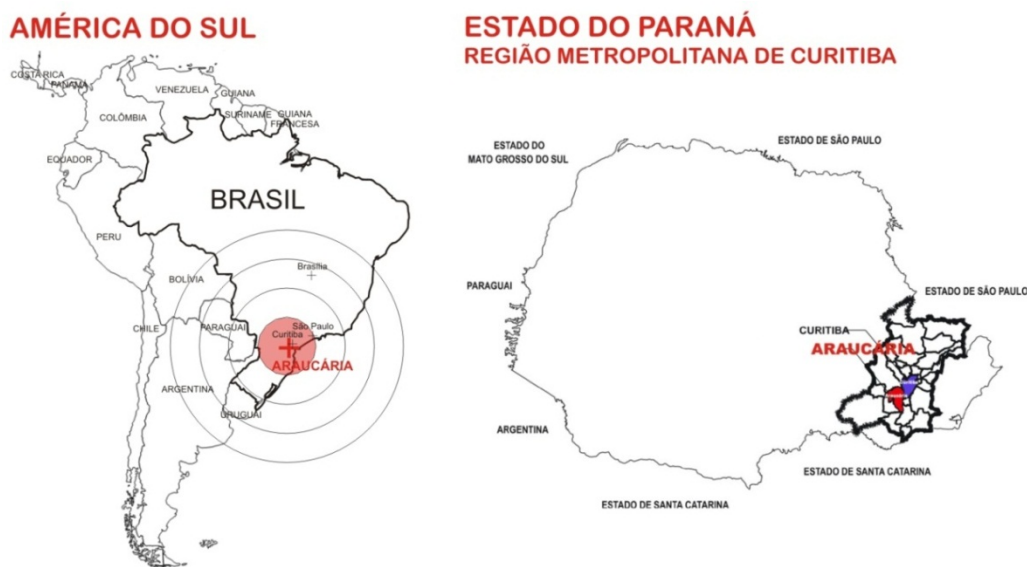 AMÉRICA DO SUL
COSTA RICA
PANAMÁ
VENEZUELA
GUIANA
SURINAME
GUIANA
FRANCESA
COLÔMBIA
EQUADOR
BRASIL
PERU
Brasília
BOLÍVIA
CHILE
PARAGUAI
São Paulo
Curitiba
ARAUCÁRIA
ARGENTINA
URUGUAI
ESTADO DO PARANÁ
REGIÃO METROPOLITANA DE CURITIBA
ESTADO DO
MATO GROSSO DO SUL
ESTADO DE SÃO PAULO
PARAGUAI
ESTADO DE SÃO PAULO
CURITIBA
ARAUCÁRIA
ARGENTINA
ESTADO DE SANTA CATARINA
ESTADO DE SANTA CATARINA